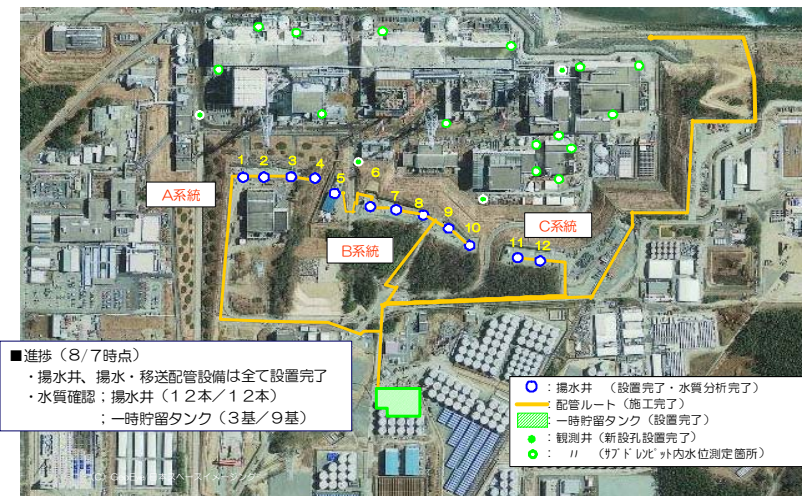 1 2 3 4
5 6 7 8 9 10
11 12
A系統
B系統
C系統
■進捗（8/7時点）
・揚水井、揚水・移送配管設備は全て設置完了
・水質確認；揚水井（12本／12本）
；一時貯留タンク（3基／9基）
：揚水井 （設置完了・水質分析完了）
：配管ルート（施工完了）
：一時貯留タンク（設置完了）
：観測井（新設孔設置完了）
： 〃 （ｻﾌﾞﾄﾞﾚﾝﾋﾟｯﾄ内水位測定箇所）